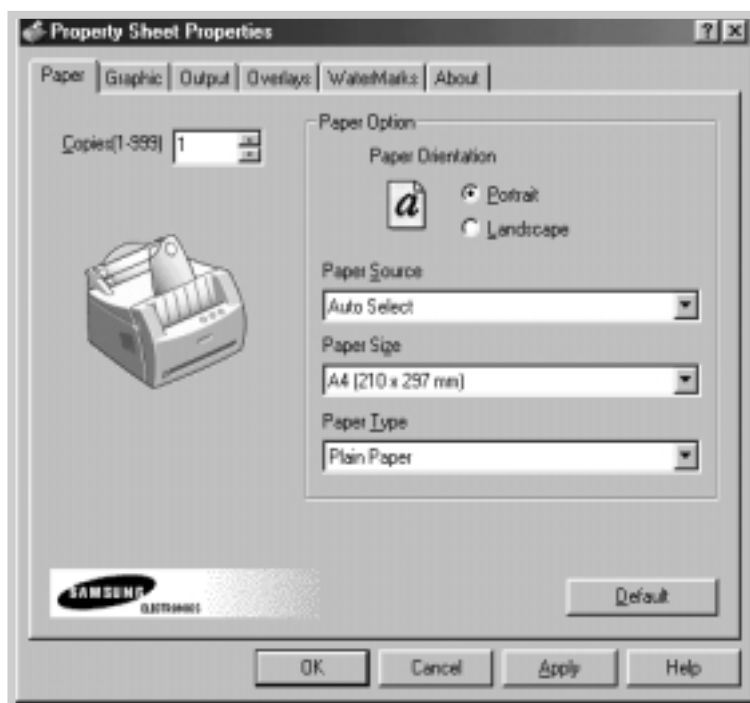 Property Sheet Properties
Paper Graphic Output Overlays WaterMarks About
Copies(1-999) 1
Paper Option
Paper Orientation
a
Portrait
Landscape
Paper Source
Auto Select
Paper Size
A4 (210 x 297 mm)
Paper Type
Plain Paper
SAMSUNG
ELECTRONICS
Default
OK Cancel Apply Help